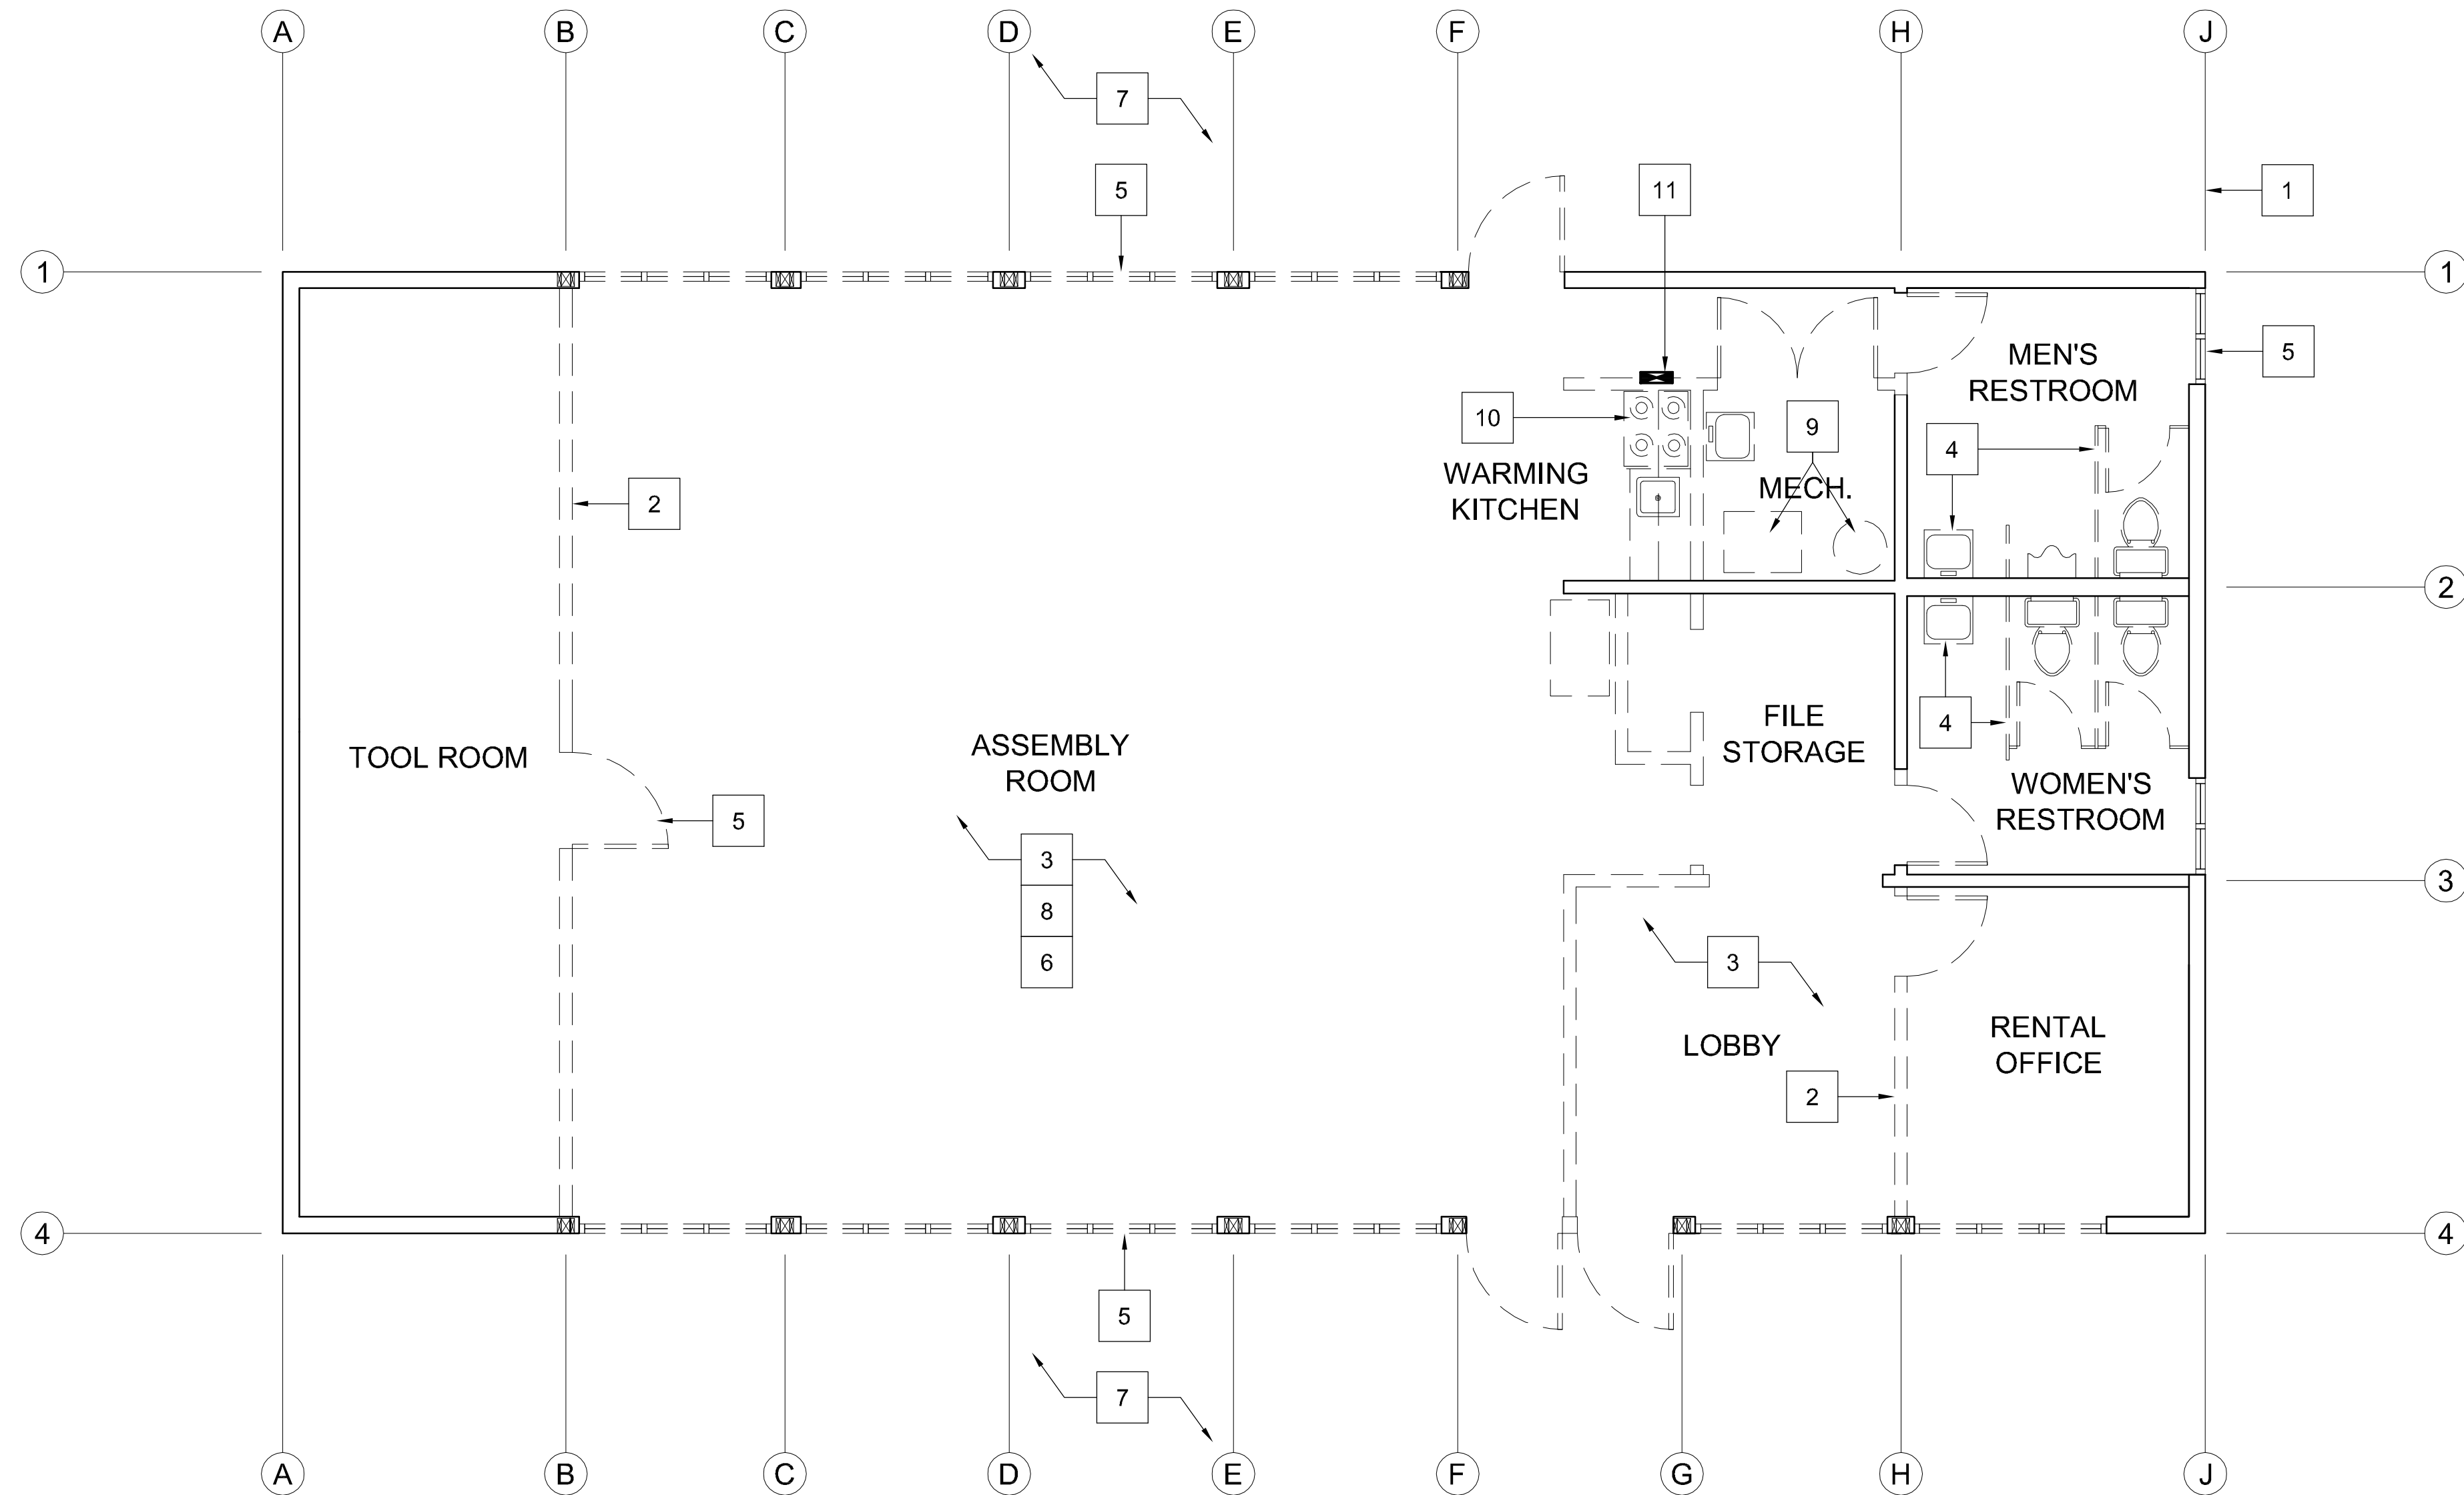 A
B
C
D
E
F
H
J
7
5
11
1
1
1
MEN'S
RESTROOM
5
10
9
4
WARMING
KITCHEN
MECH.
2
2
4
FILE
STORAGE
TOOL ROOM
ASSEMBLY
ROOM
WOMEN'S
RESTROOM
5
3
8
6
3
3
LOBBY
RENTAL
OFFICE
2
4
4
5
7
A
B
C
D
E
F
G
H
J